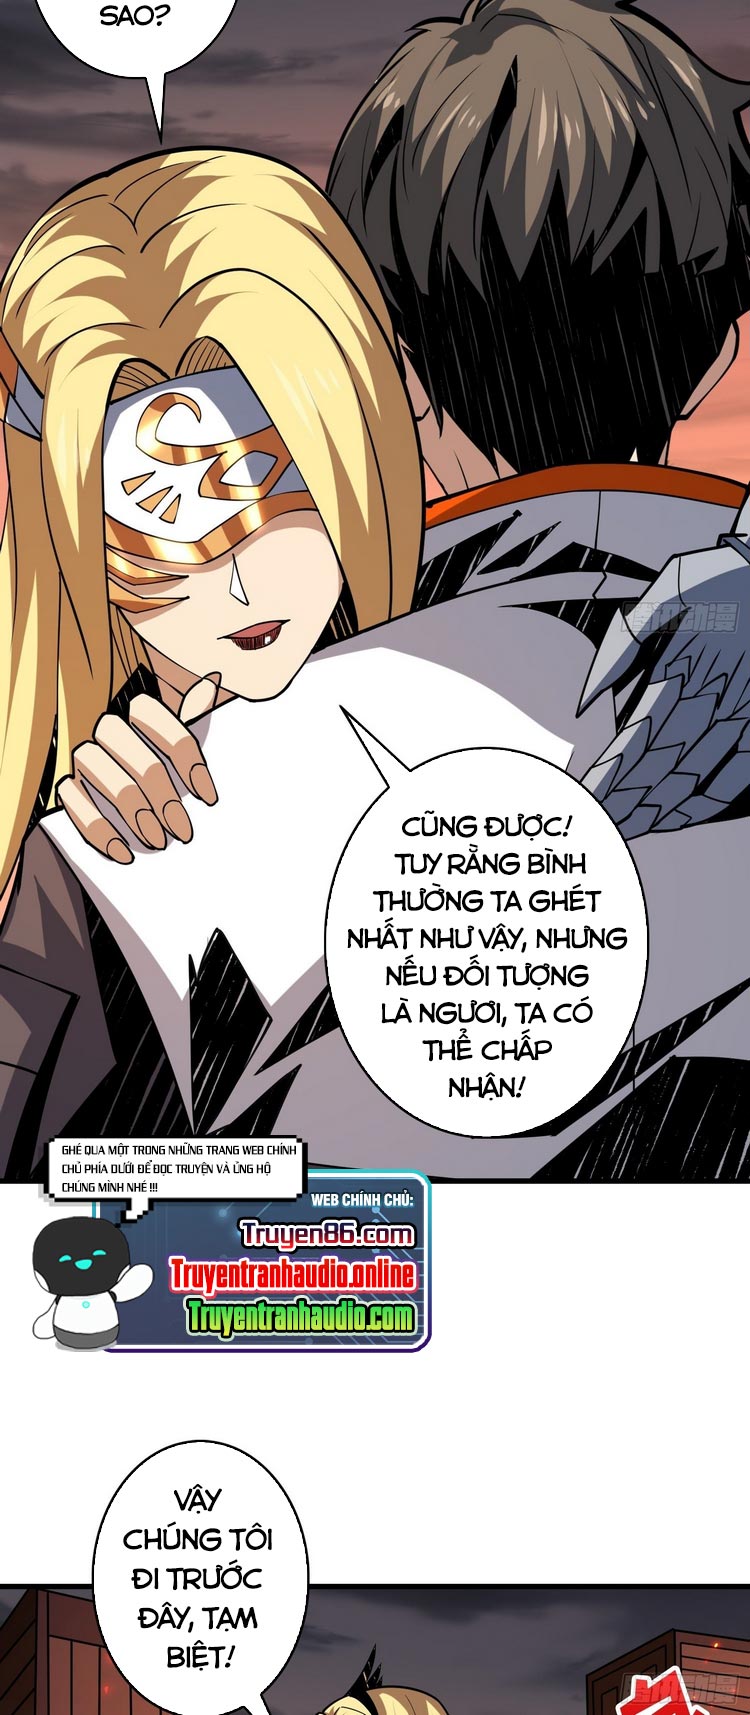 SAO?
CŨNG ĐƯỢC!
TUY RẰNG BÌNH
THƯỜNG TA GHÉT
NHẤT NHƯ VẬY, NHƯNG
NẾU ĐỐI TƯỢNG
LÀ NGƯƠI, TA CÓ
THỂ CHẤP
NHẬN!
GHÉ QUA MỘT TRONG NHỮNG TRANG WEB CHÍNH
CHỦ PHÍA DƯỚI ĐỂ ĐỌC TRUYỆN VÀ ỦNG HỘ
CHÚNG MÌNH NHÉ !!!
WEB CHÍNH CHỦ:
Truyen86.com
Truyentranhaudio.online
Truyentranhaudio.com
VẬY
CHÚNG TÔI
ĐI TRƯỚC
ĐÂY, TẠM
BIỆT!